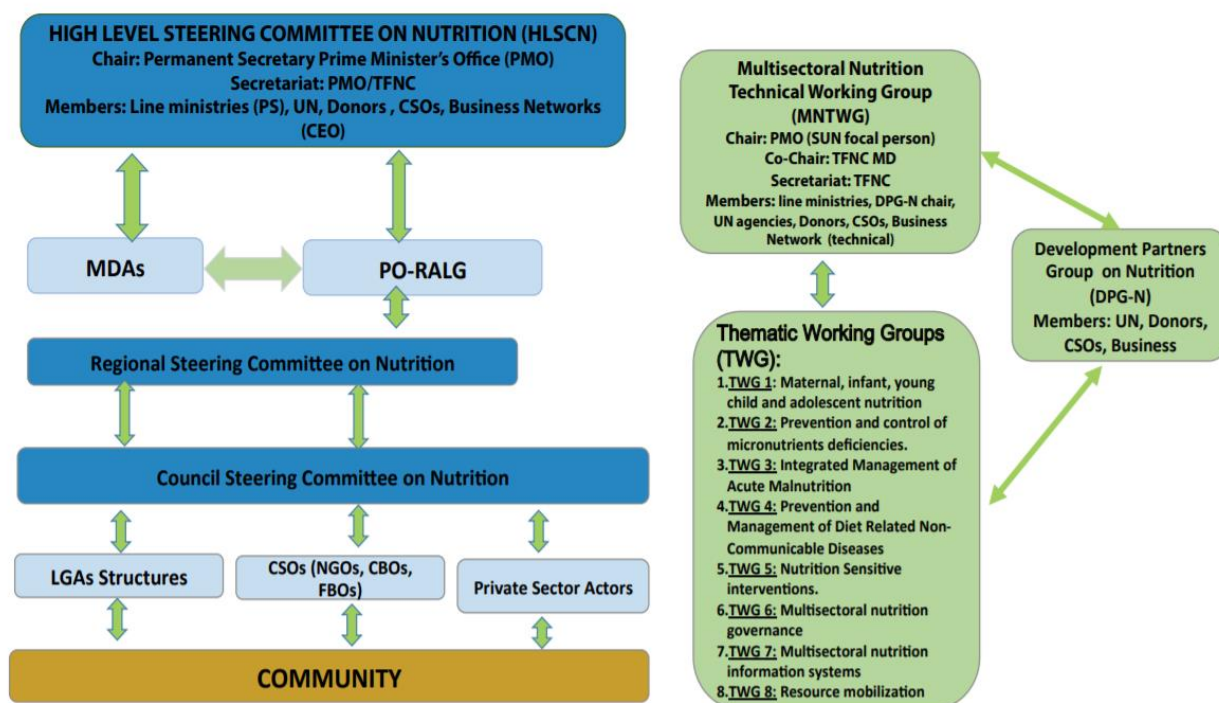 HIGH LEVEL STEERING COMMITTEE ON NUTRITION (HLSCN)
Chair: Permanent Secretary Prime Minister's Office (PMO)
Secretariat: PMO/TFNC
Members: Line ministries (PS), UN, Donors , CSOs, Business Networks
(CEO)
MDAs
PO-RALG
Regional Steering Committee on Nutrition
Council Steering Committee on Nutrition
LGAs Structures
CSOs (NGOs, CBOs,
FBOs)
Private Sector Actors
COMMUNITY
Multisectoral Nutrition
Technical Working Group
(MNTWG)
Chair: PMO (SUN focal person)
Co-Chair: TFNC MD
Secretariat: TFNC
Members: line ministries, DPG-N chair,
UN agencies, Donors, CSOs, Business
Network (technical)
Thematic Working Groups
(TWG):
1.TWG 1: Maternal, infant, young
child and adolescent nutrition
2.TWG 2: Prevention and control of
micronutrients deficiencies.
3.TWG 3: Integrated Management of
Acute Malnutrition
4.TWG 4: Prevention and
Management of Diet Related Non-
Communicable Diseases
5.TWG 5: Nutrition Sensitive
interventions.
6.TWG 6: Multisectoral nutrition
governance
7.TWG 7: Multisectoral nutrition
information systems
8.TWG 8: Resource mobilization
Development Partners
Group on Nutrition
(DPG-N)
Members: UN, Donors,
CSOs, Business